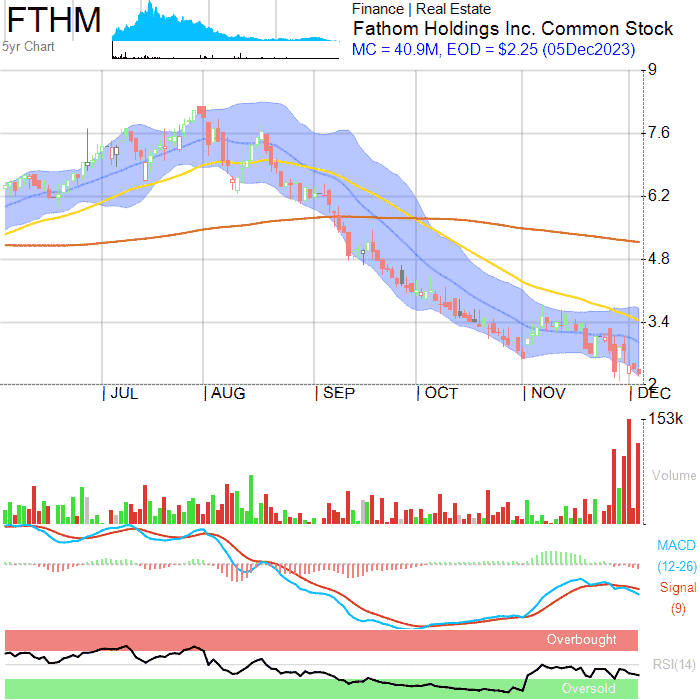 FTHM
5yr Chart
Finance | Real Estate
Fathom Holdings Inc. Common Stock
MC = 40.9M, EOD = $2.25 (05Dec2023)
9
7.6
6.2
4.8
3.4
2
JUL AUG SEP OCT NOV DEC
153k
Volume
MACD
(12-26)
Signal
(9)
Overbought
RSI(14)
Oversold